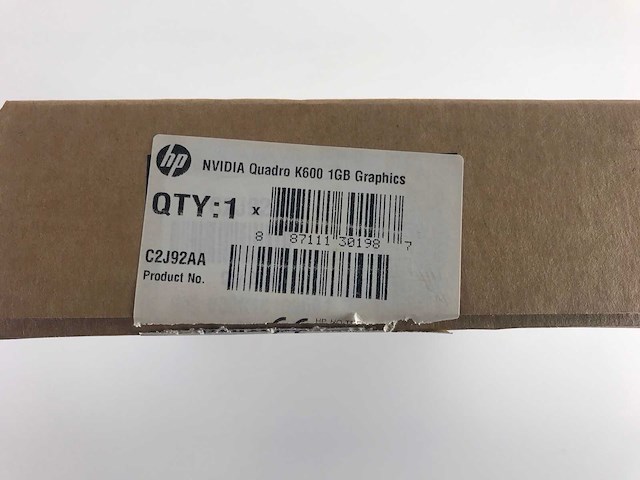 hp NVIDIA Quadro K600 1GB Graphics
QTY:1 x
8 87111 30198 7
C2J92AA
Product No.